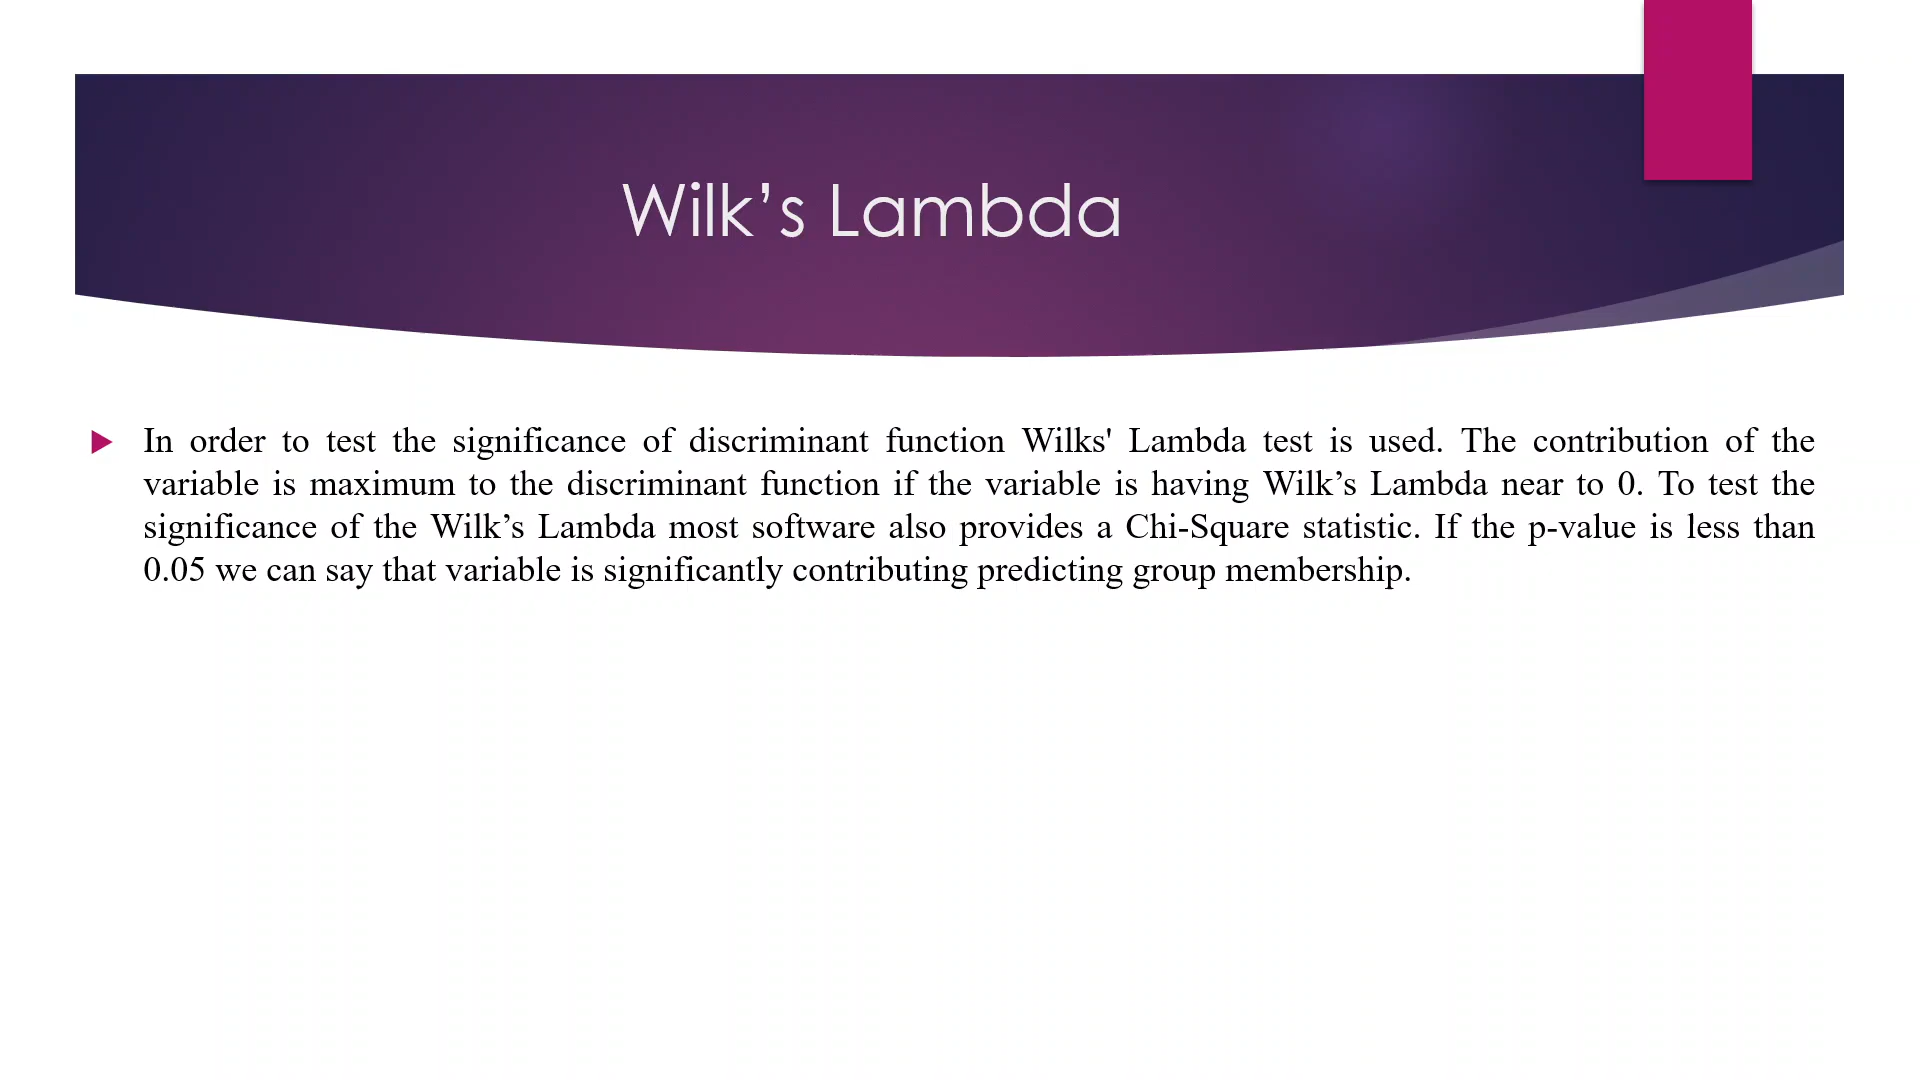 Wilk’s Lambda
In order to test the significance of discriminant function Wilks' Lambda test is used. The contribution of the
variable is maximum to the discriminant function if the variable is having Wilk’s Lambda near to 0. To test the
significance of the Wilk’s Lambda most software also provides a Chi-Square statistic. If the p-value is less than
0.05 we can say that variable is significantly contributing predicting group membership.